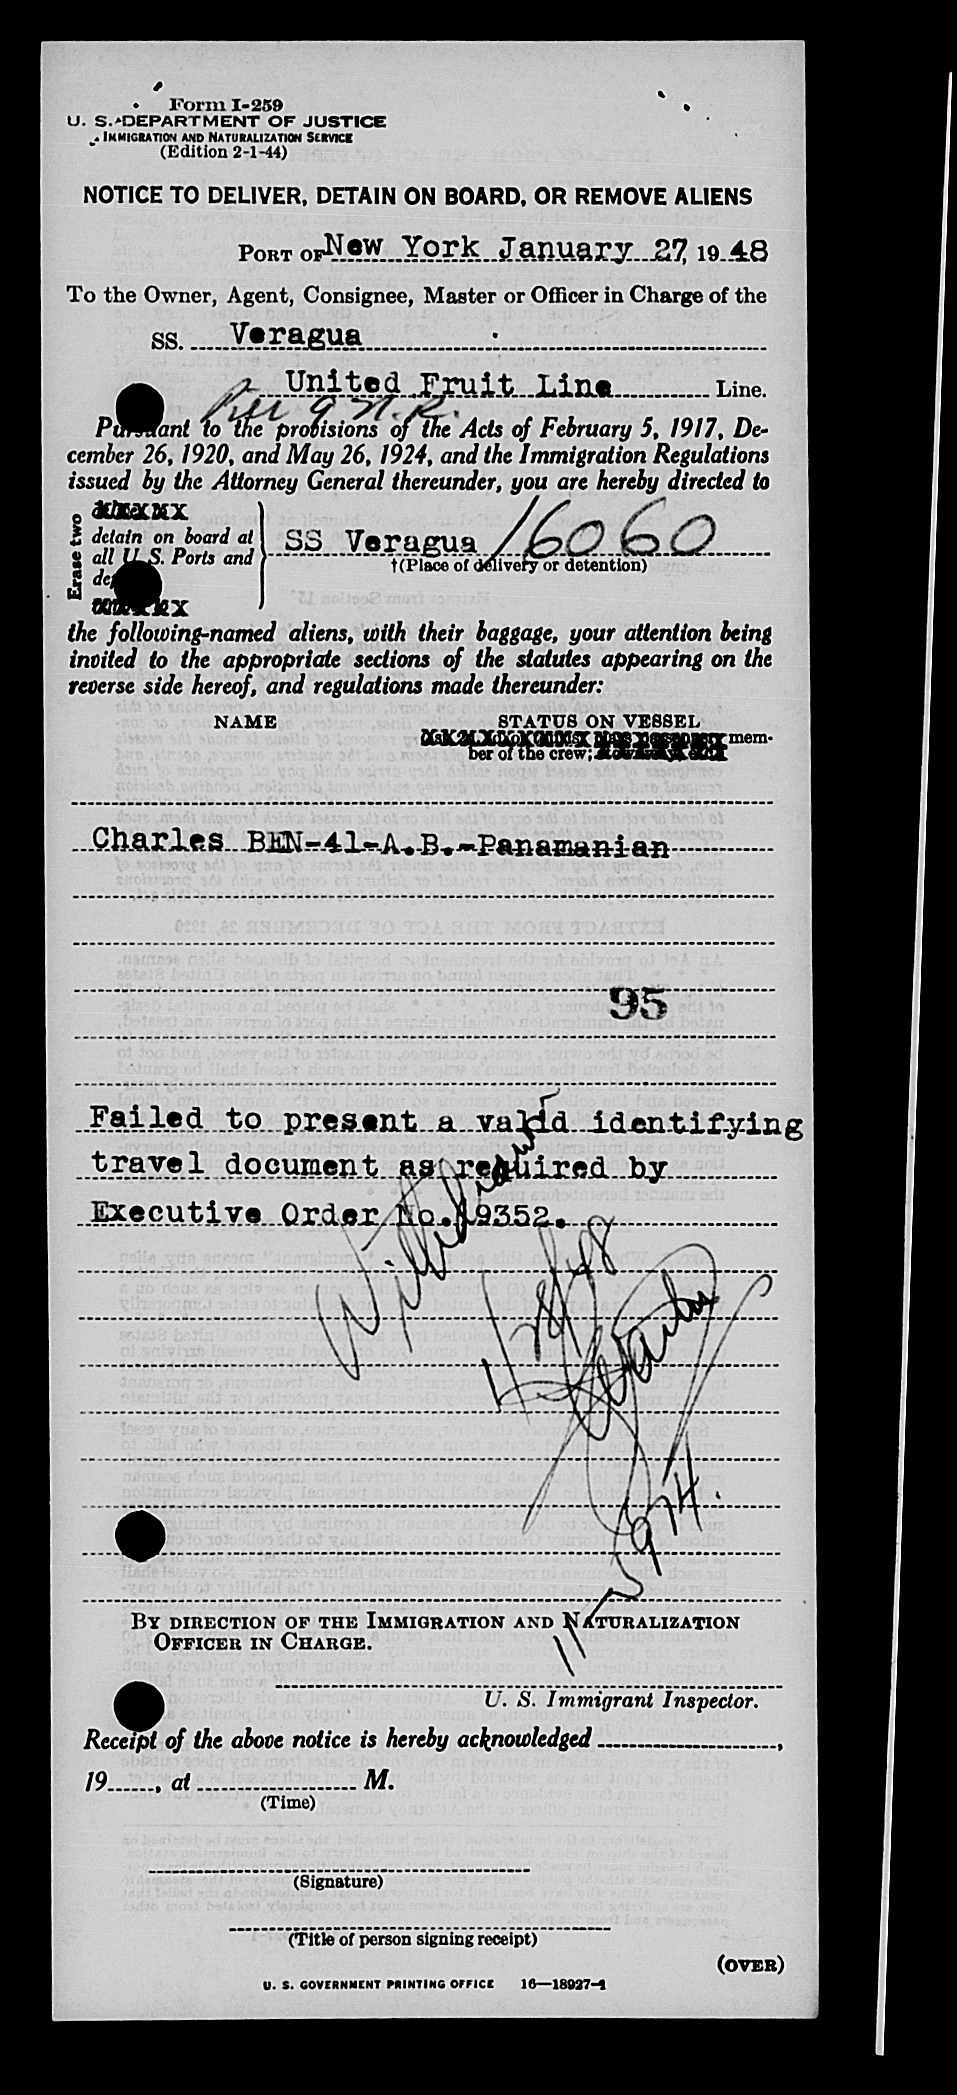 Form I-259
U. S. DEPARTMENT OF JUSTICE
IMMIGRATION AND NATURALIZATION SERVICE
(Edition 2-1-44)
NOTICE TO DELIVER, DETAIN ON BOARD, OR REMOVE ALIENS
PORT OF New York January 27, 19 48
To the Owner, Agent, Consignee, Master or Officer in Charge of the
SS. Veragua
United Fruit Line Line.
Pier 9 N.R.
Pursuant to the provisions of the Acts of February 5, 1917, De-
cember 26, 1920, and May 26, 1924, and the Immigration Regulations
issued by the Attorney General thereunder, you are hereby directed to
Erase two
detain on board at
all U. S. Ports and
SS Veragua 16060
†(Place of delivery or detention)
the following-named aliens, with their baggage, your attention being
invited to the appropriate sections of the statutes appearing on the
reverse side hereof, and regulations made thereunder:
NAME STATUS ON VESSEL
mem-
ber of the crew;
Charles BEN-41-A.B.-Panamanian
95
Failed to present a valid identifying
travel document as required by
Executive Order No. 9352.
1/28/48
BY DIRECTION OF THE IMMIGRATION AND NATURALIZATION
OFFICER IN CHARGE.
U. S. Immigrant Inspector.
Receipt of the above notice is hereby acknowledged ,
19 , at M.
(Time)
(Signature)
(Title of person signing receipt)
(OVER)
U. S. GOVERNMENT PRINTING OFFICE 16—18927-1